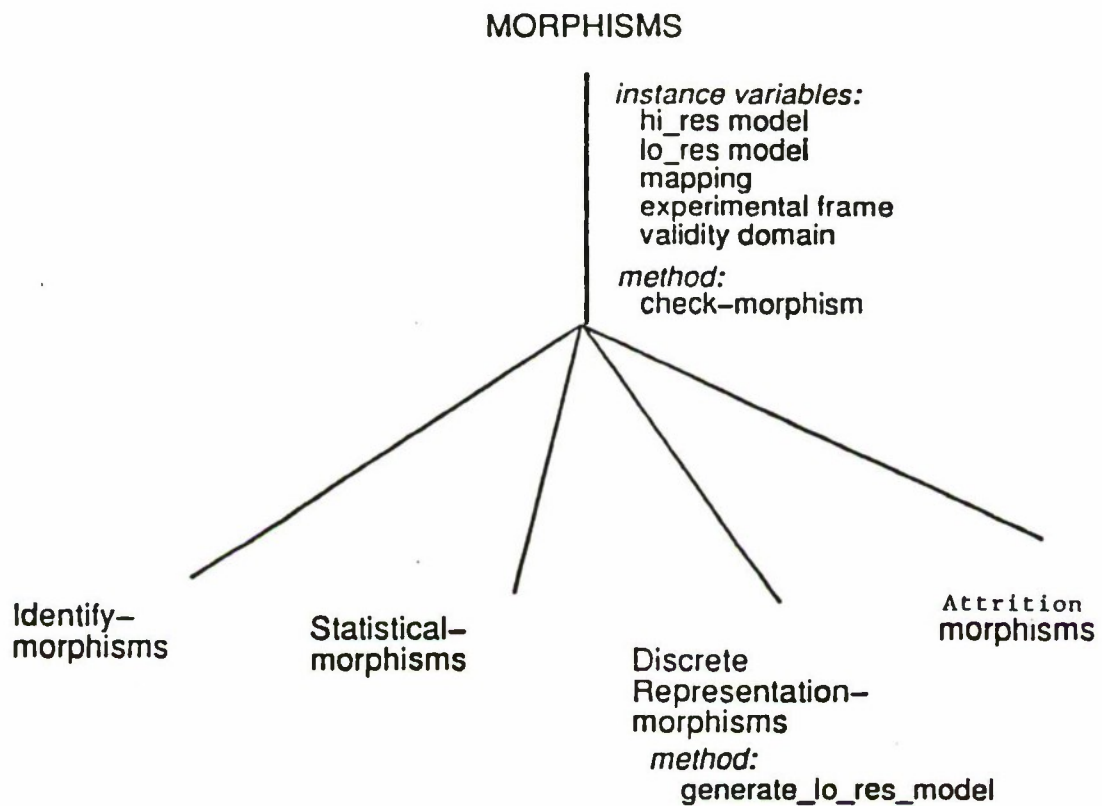 MORPHISMS
instance variables:
hi_res model
lo_res model
mapping
experimental frame
validity domain
method:
check–morphism
Identify–
morphisms
Statistical–
morphisms
Discrete
Representation–
morphisms
method:
generate_lo_res_model
Attrition
morphisms